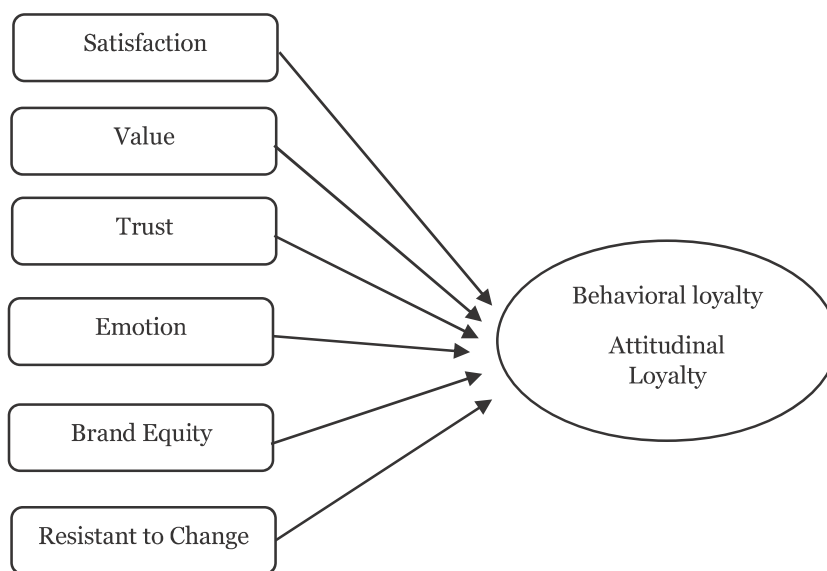 Satisfaction
Value
Trust
Emotion
Brand Equity
Resistant to Change
Behavioral loyalty
Attitudinal
Loyalty